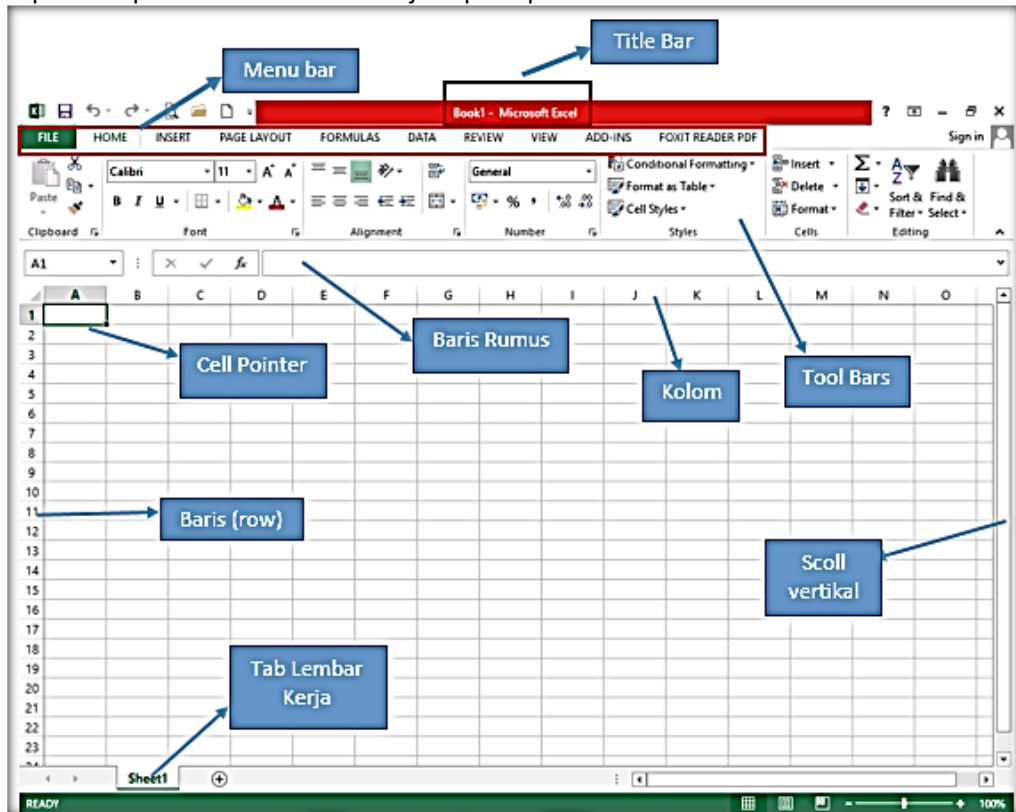 Title Bar
Menu bar
Book1 - Microsoft Excel
?
FILE HOME INSERT PAGE LAYOUT FORMULAS DATA REVIEW VIEW ADD-INS FOXIT READER PDF Sign in
Calibri 11 A A General Conditional Formatting Insert Σ A Z
Paste Format as Table Delete Sort & Find &
B I U A % , Cell Styles Format Filter Select
Clipboard Font Alignment Number Styles Cells Editing
A1 fx
A B C D E F G H I J K L M N O
1
2
Baris Rumus
3
Cell Pointer
4
Tool Bars
5
Kolom
6
7
8
9
10
11
Baris (row)
12
13
14
Scoll
15
vertikal
16
17
18
19
Tab Lembar
20
Kerja
21
22
23
Sheet1
READY 100%